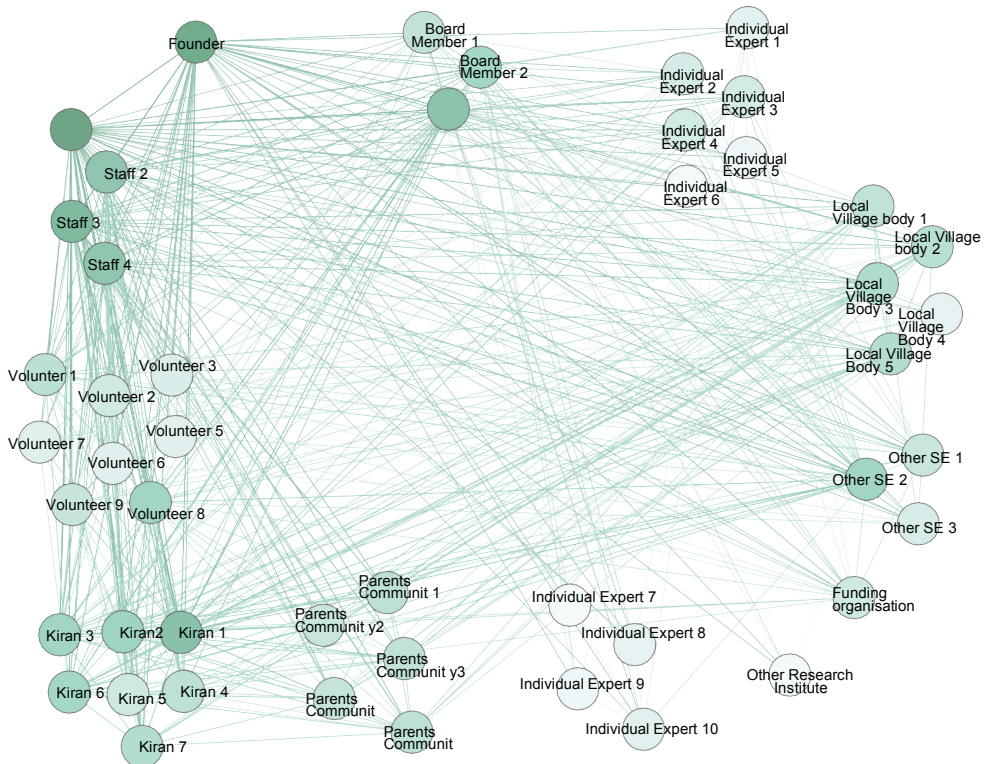 Founder
Board
Member 1
Board
Member 2
Individual
Expert 1
Individual
Expert 2
Individual
Expert 3
Individual
Expert 4
Individual
Expert 5
Individual
Expert 6
Staff 2
Staff 3
Staff 4
Local
Village body 1
Local Village
body 2
Local
Village
Body 3
Local
Village
Body 4
Local Village
Body 5
Volunter 1
Volunteer 3
Volunteer 2
Volunteer 7
Volunteer 5
Volunteer 6
Volunteer 9
Volunteer 8
Other SE 1
Other SE 2
Other SE 3
Funding
organisation
Other Research
Institute
Parents
Communit 1
Parents
Communit y2
Parents
Communit y3
Parents
Communit
Parents
Communit
Individual Expert 7
Individual Expert 8
Individual Expert 9
Individual Expert 10
Kiran 3
Kiran2
Kiran 1
Kiran 6
Kiran 5
Kiran 4
Kiran 7